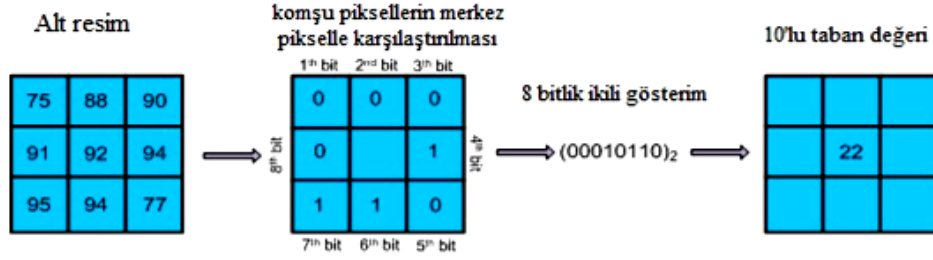 Alt resim
75 88 90
91 92 94
95 94 77
komşu piksellerin merkez
pikselle karşılaştırılması
1th bit 2nd bit 3th bit
0 0 0
8th bit
0 1
4th bit
1 1 0
7th bit 6th bit 5th bit
8 bitlik ikili gösterim
(00010110)2
10'lu taban değeri
22